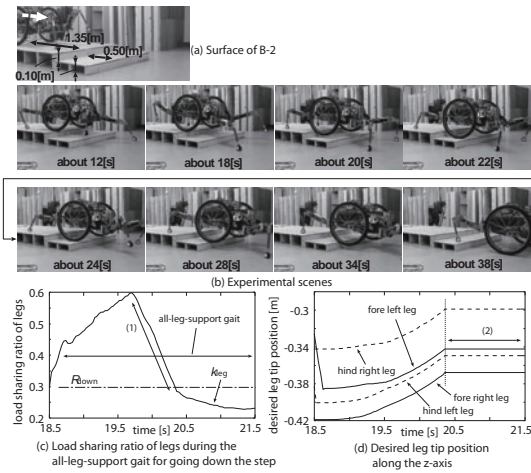 1.35[m]
0.50[m]
0.10[m]
(a) Surface of B-2
about 12[s]
about 18[s]
about 20[s]
about 22[s]
about 24[s]
about 28[s]
about 34[s]
about 38[s]
(b) Experimental scenes
load sharing ratio of legs
0.6
0.5
0.4
0.3
0.2
(1)
all-leg-support gait
Rdown
kleg
18.5
19.5
20.5
21.5
time [s]
(c) Load sharing ratio of legs during the
all-leg-support gait for going down the step
desired leg tip position [m]
-0.3
-0.34
-0.38
-0.42
fore left leg
(2)
hind right leg
fore right leg
hind left leg
18.5
19.5
20.5
21.5
time [s]
(d) Desired leg tip position
along the z-axis